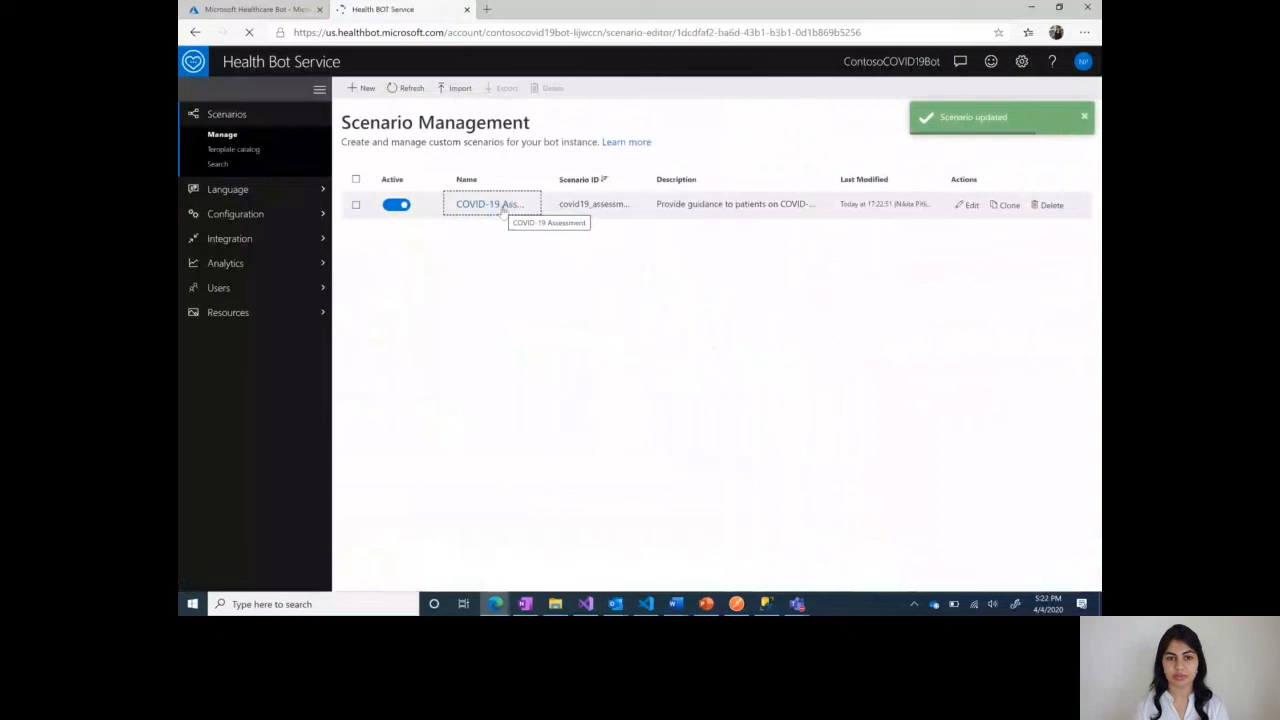 Microsoft Healthcare Bot - Micr
Health BOT Service
https://us.healthbot.microsoft.com/account/contosocovid19bot-lijwccn/scenario-editor/1dcdfaf2-ba6d-43b1-b3b1-0d1b869b5256
Health Bot Service
ContosoCOVID19Bot
NP
New
Refresh
Import
Export
Delete
Scenarios
Manage
Template catalog
Search
Language
Configuration
Integration
Analytics
Users
Resources
Scenario Management
Create and manage custom scenarios for your bot instance. Learn more
Scenario updated
Active
Name
Scenario ID
Description
Last Modified
Actions
COVID-19 Ass...
covid19_assessm...
Provide guidance to patients on COVID-...
Today at 17:22:51 (Nikita Piti...
Edit
Clone
Delete
COVID-19 Assessment
Type here to search
5:22 PM
4/4/2020